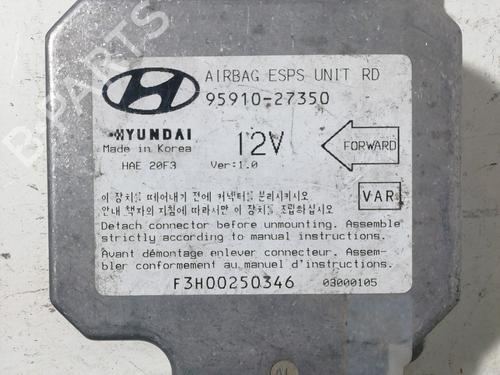 AIRBAG ESPS UNIT RD
95910-27350
HYUNDAI
Made in Korea
12V
FORWARD
HAE 20F3 Ver:1.0
VAR
이 장치를 떼어내기 전에 커넥터를 분리시키시오
안내 책자의 지침에 따라서만 이 장치를 조립하십시오
Detach connector before unmounting. Assemble
strictly according to manual instructions.
Avant démontage enlever connecteur. Assem-
bler conformement au manuel d'instructions.
F3H00250346 03000105